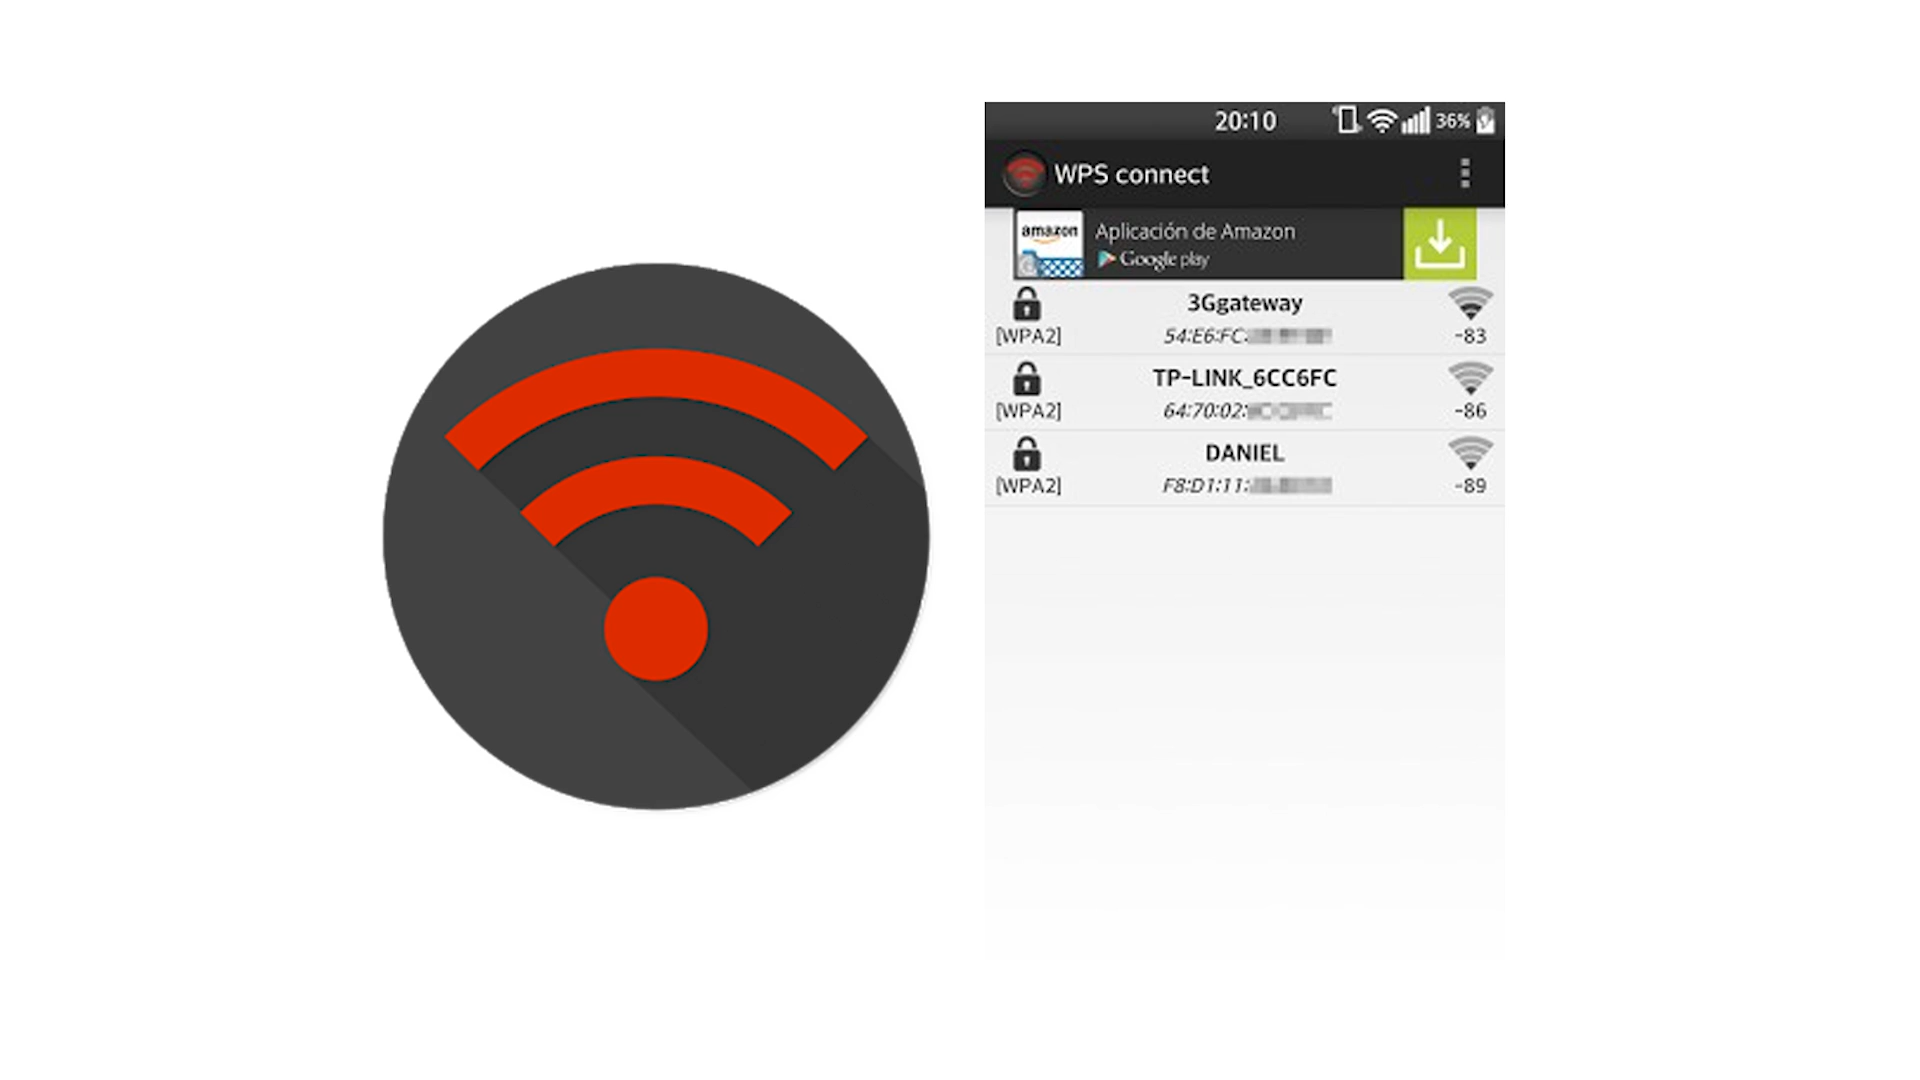 20:10 36%
WPS connect
amazon
Aplicación de Amazon
Google play
3Ggateway
[WPA2] 54:E6:FC: -83
TP-LINK_6CC6FC
[WPA2] 64:70:02: -86
DANIEL
[WPA2] F8:D1:11: -89